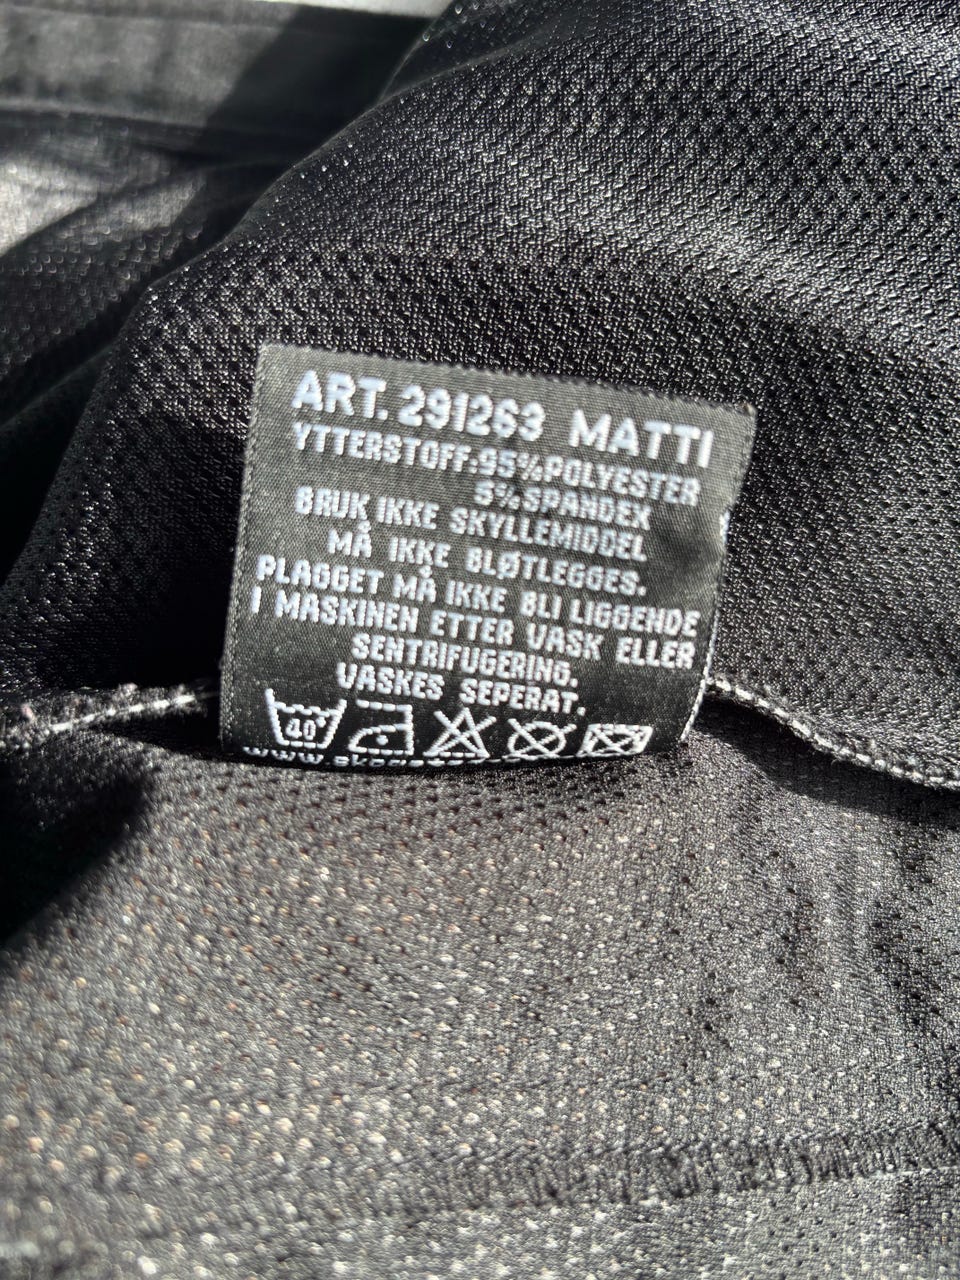 ART. 291263 MATTI
YTTERSTOFF:95%POLYESTER
5%SPANDEX
BRUK IKKE SKYLLEMIDDEL
MÅ IKKE BLØTLEGGES.
PLAGGET MÅ IKKE BLI LIGGENDE
I MASKINEN ETTER VASK ELLER
SENTRIFUGERING.
VASKES SEPERAT.
40°